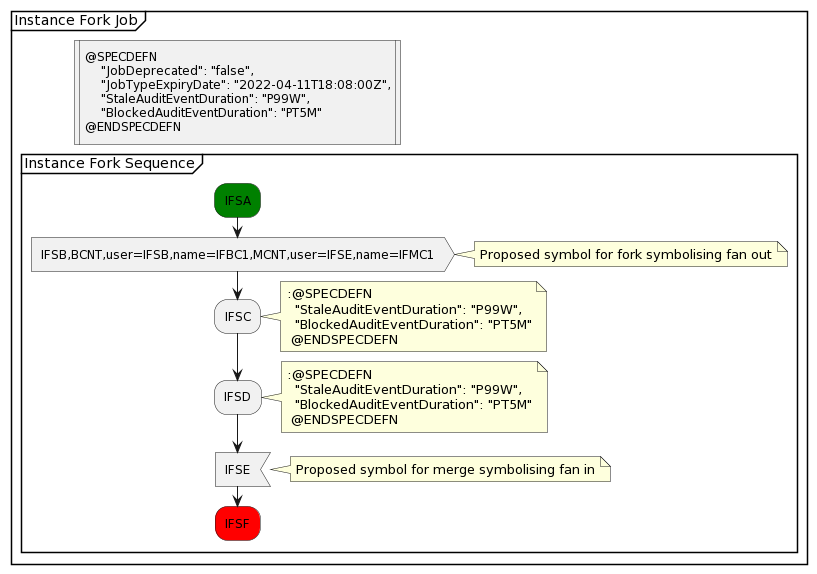 Instance Fork Job
@SPECDEFN
"JobDeprecated": "false",
"JobTypeExpiryDate": "2022-04-11T18:08:00Z",
"StaleAuditEventDuration": "P99W",
"BlockedAuditEventDuration": "PT5M"
@ENDSPECDEFN
Instance Fork Sequence
IFSA
IFSB,BCNT,user=IFSB,name=IFBC1,MCNT,user=IFSE,name=IFMC1
Proposed symbol for fork symbolising fan out
IFSC
:@SPECDEFN
"StaleAuditEventDuration": "P99W",
"BlockedAuditEventDuration": "PT5M"
@ENDSPECDEFN
IFSD
:@SPECDEFN
"StaleAuditEventDuration": "P99W",
"BlockedAuditEventDuration": "PT5M"
@ENDSPECDEFN
IFSE
Proposed symbol for merge symbolising fan in
IFSF